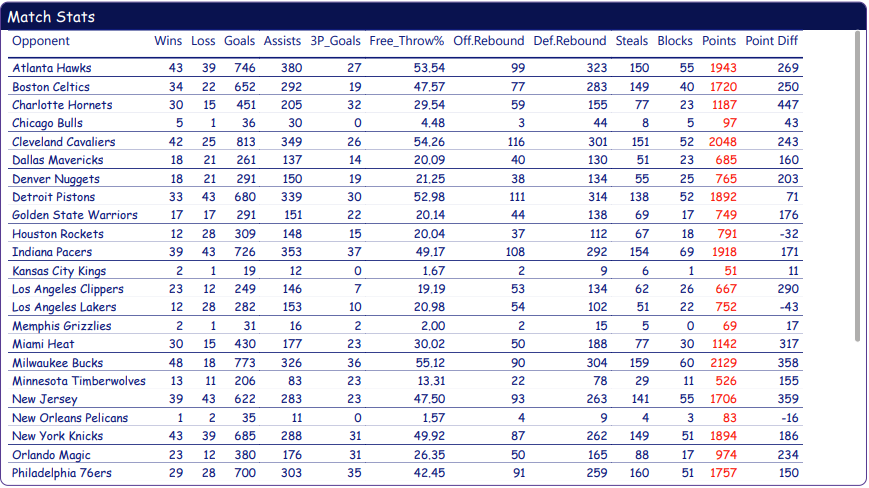 Match Stats
Opponent Wins Loss Goals Assists 3P_Goals Free_Throw% Off.Rebound Def.Rebound Steals Blocks Points Point Diff
Atlanta Hawks 43 39 746 380 27 53.54 99 323 150 55 1943 269
Boston Celtics 34 22 652 292 19 47.57 77 283 149 40 1720 250
Charlotte Hornets 30 15 451 205 32 29.54 59 155 77 23 1187 447
Chicago Bulls 5 1 36 30 0 4.48 3 44 8 5 97 43
Cleveland Cavaliers 42 25 813 349 26 54.26 116 301 151 52 2048 243
Dallas Mavericks 18 21 261 137 14 20.09 40 130 51 23 685 160
Denver Nuggets 18 21 291 150 19 21.25 38 134 55 25 765 203
Detroit Pistons 33 43 680 339 30 52.98 111 314 138 52 1892 71
Golden State Warriors 17 17 291 151 22 20.14 44 138 69 17 749 176
Houston Rockets 12 28 309 148 15 20.04 37 112 67 18 791 -32
Indiana Pacers 39 43 726 353 37 49.17 108 292 154 69 1918 171
Kansas City Kings 2 1 19 12 0 1.67 2 9 6 1 51 11
Los Angeles Clippers 23 12 249 146 7 19.19 53 134 62 26 667 290
Los Angeles Lakers 12 28 282 153 10 20.98 54 102 51 22 752 -43
Memphis Grizzlies 2 1 31 16 2 2.00 2 15 5 0 69 17
Miami Heat 30 15 430 177 23 30.02 50 188 77 30 1142 317
Milwaukee Bucks 48 18 773 326 36 55.12 90 304 159 60 2129 358
Minnesota Timberwolves 13 11 206 83 23 13.31 22 78 29 11 526 155
New Jersey 39 43 622 283 23 47.50 93 263 141 55 1706 359
New Orleans Pelicans 1 2 35 11 0 1.57 4 9 4 3 83 -16
New York Knicks 43 39 685 288 31 49.92 87 262 149 51 1894 186
Orlando Magic 23 12 380 176 31 26.35 50 165 88 17 974 234
Philadelphia 76ers 29 28 700 303 35 42.45 91 259 160 51 1757 150